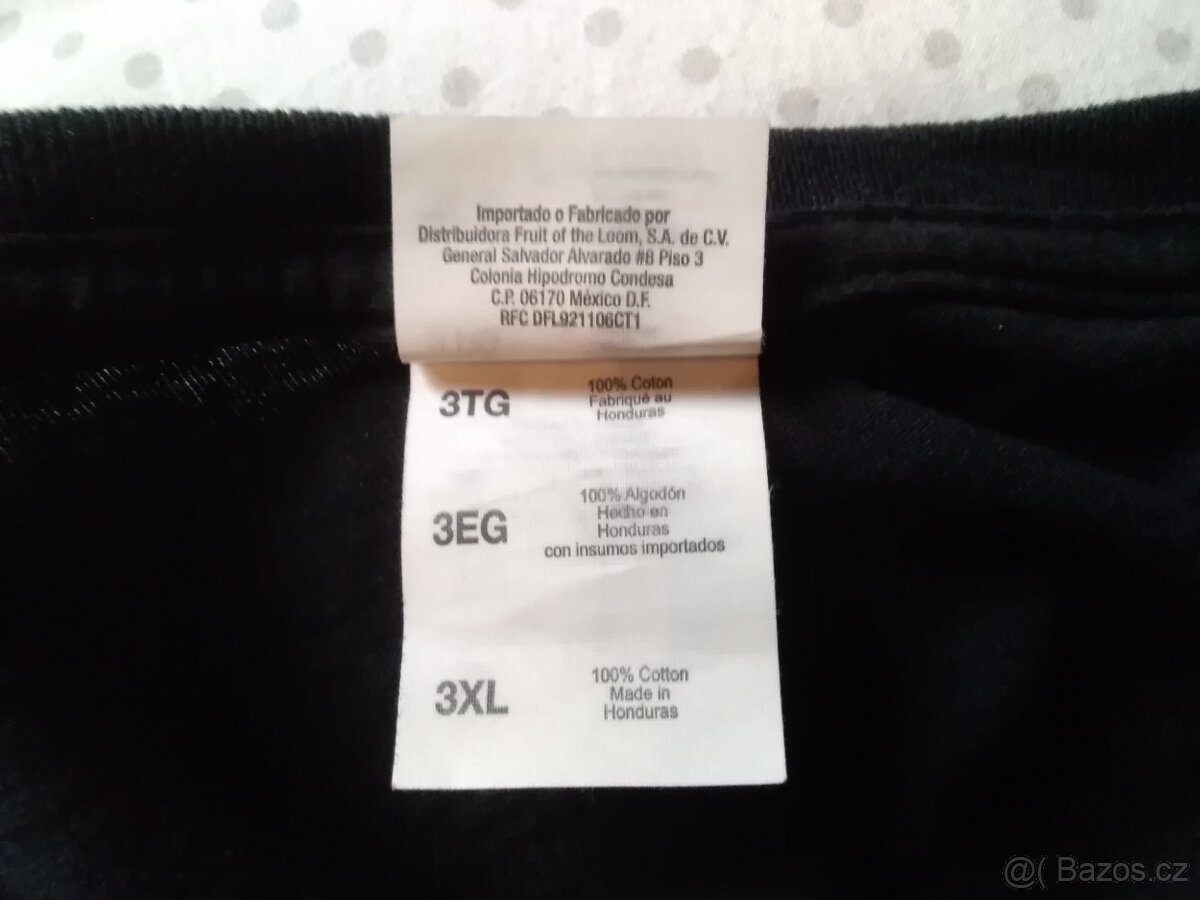 Importado o Fabricado por
Distribuidora Fruit of the Loom, S.A. de C.V.
General Salvador Alvarado #8 Piso 3
Colonia Hipodromo Condesa
C.P. 06170 México D.F.
RFC DFL921106CT1
3TG
100% Coton
Fabriqué au
Honduras
3EG
100% Algodón
Hecho en
Honduras
con insumos importados
3XL
100% Cotton
Made in
Honduras
@( Bazos.cz